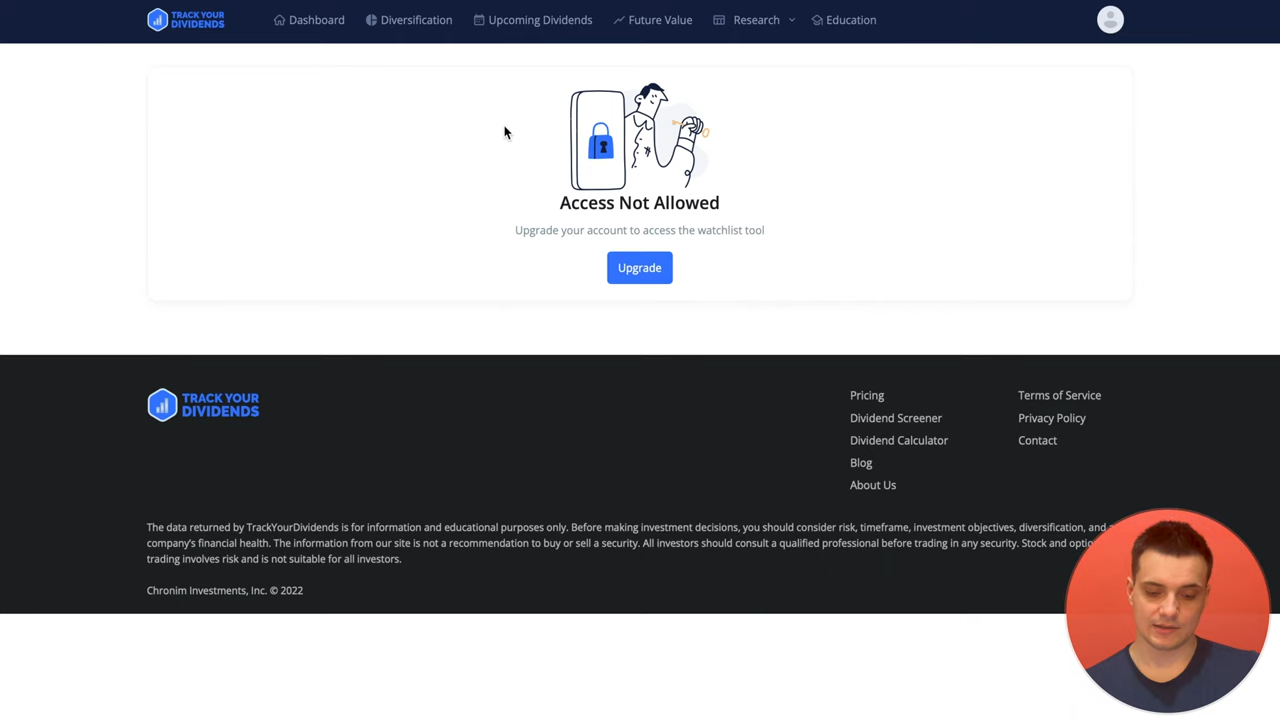 TRACK YOUR
DIVIDENDS
Dashboard
Diversification
Upcoming Dividends
Future Value
Research
Education
Access Not Allowed
Upgrade your account to access the watchlist tool
Upgrade
TRACK YOUR
DIVIDENDS
Pricing
Dividend Screener
Dividend Calculator
Blog
About Us
Terms of Service
Privacy Policy
Contact
The data returned by TrackYourDividends is for information and educational purposes only. Before making investment decisions, you should consider risk, timeframe, investment objectives, diversification, and a
company's financial health. The information from our site is not a recommendation to buy or sell a security. All investors should consult a qualified professional before trading in any security. Stock and
trading involves risk and is not suitable for all investors.
Chronim Investments, Inc. © 2022